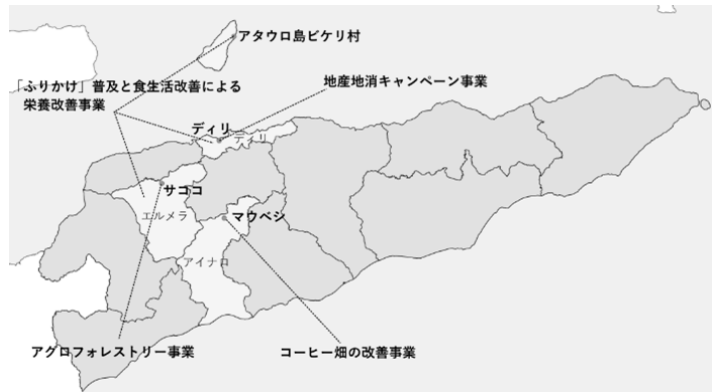 アタウロ島ビケリ村
「ふりかけ」普及と食生活改善による
栄養改善事業
地産地消キャンペーン事業
ディリ
ディリ
サココ
エルメラ
マウベシ
アイナロ
アグロフォレストリー事業
コーヒー畑の改善事業